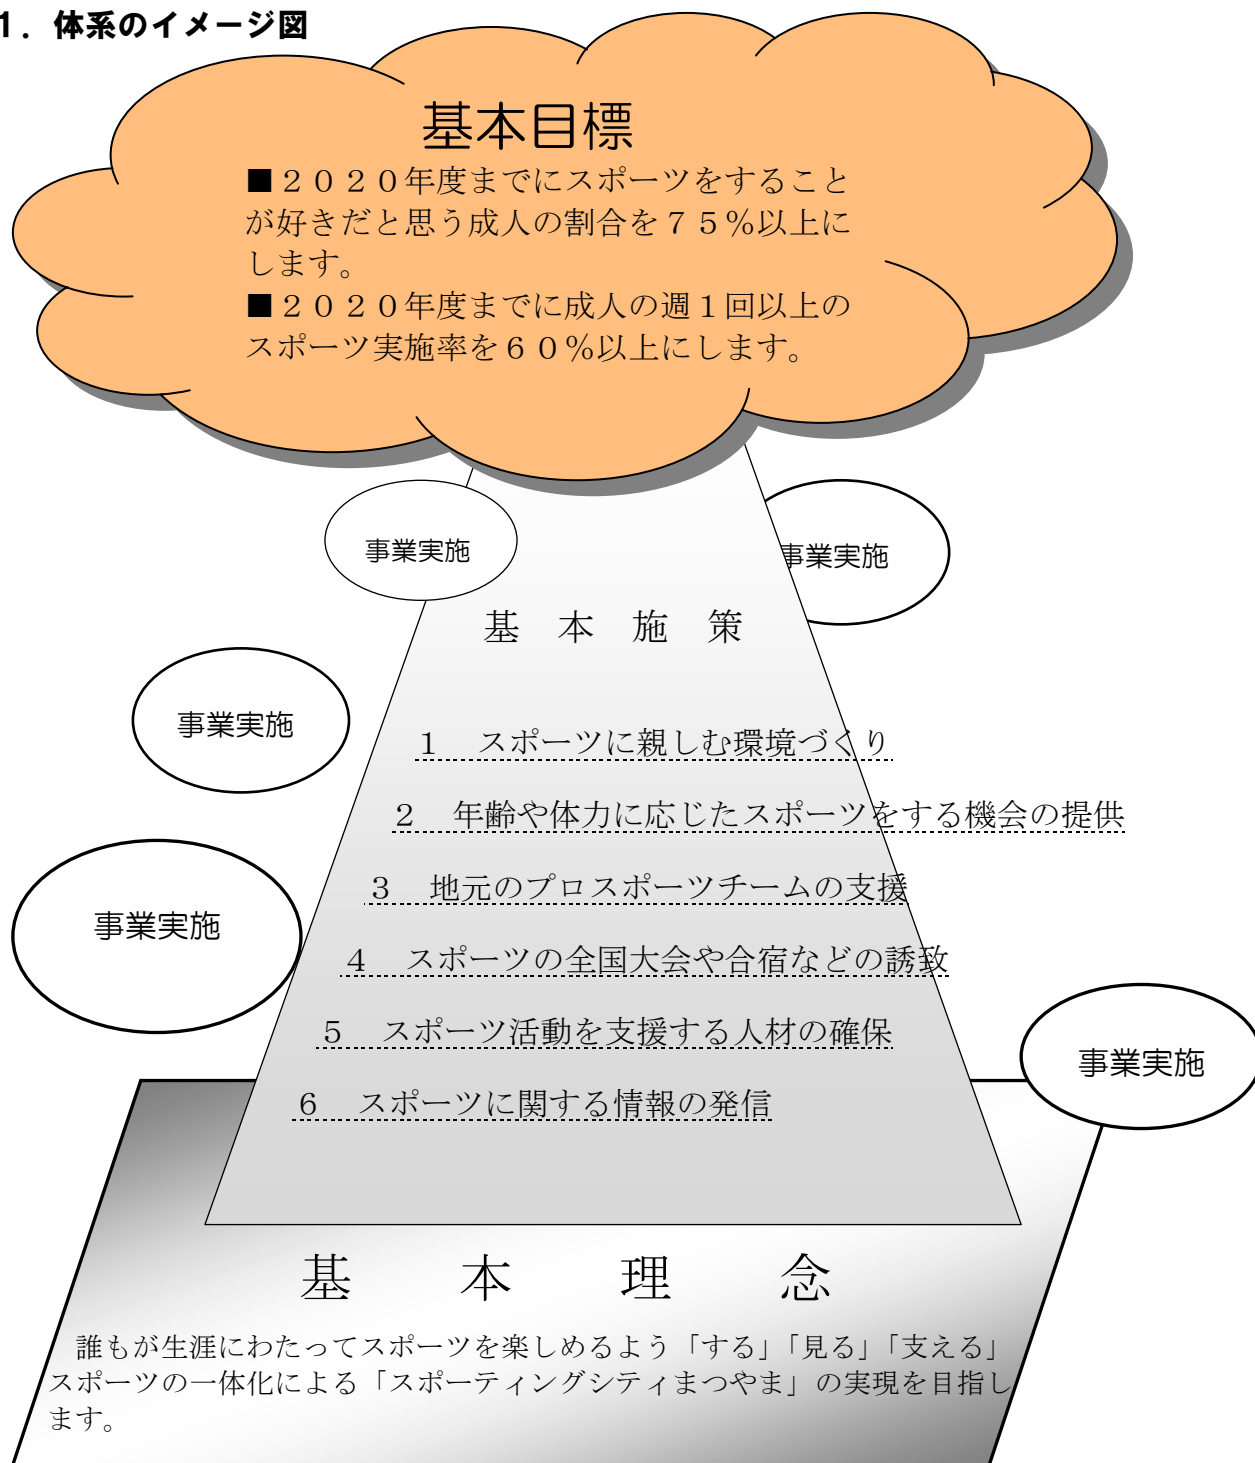 1．体系のイメージ図
基本目標
■２０２０年度までにスポーツをすること
が好きだと思う成人の割合を７５％以上に
します。
■２０２０年度までに成人の週１回以上の
スポーツ実施率を６０％以上にします。
事業実施
事業実施
基　本　施　策
事業実施
１　スポーツに親しむ環境づくり
２　年齢や体力に応じたスポーツをする機会の提供
３　地元のプロスポーツチームの支援
事業実施
４　スポーツの全国大会や合宿などの誘致
５　スポーツ活動を支援する人材の確保
事業実施
６　スポーツに関する情報の発信
基　本　理　念
誰もが生涯にわたってスポーツを楽しめるよう「する」「見る」「支える」
スポーツの一体化による「スポーティングシティまつやま」の実現を目指し
ます。